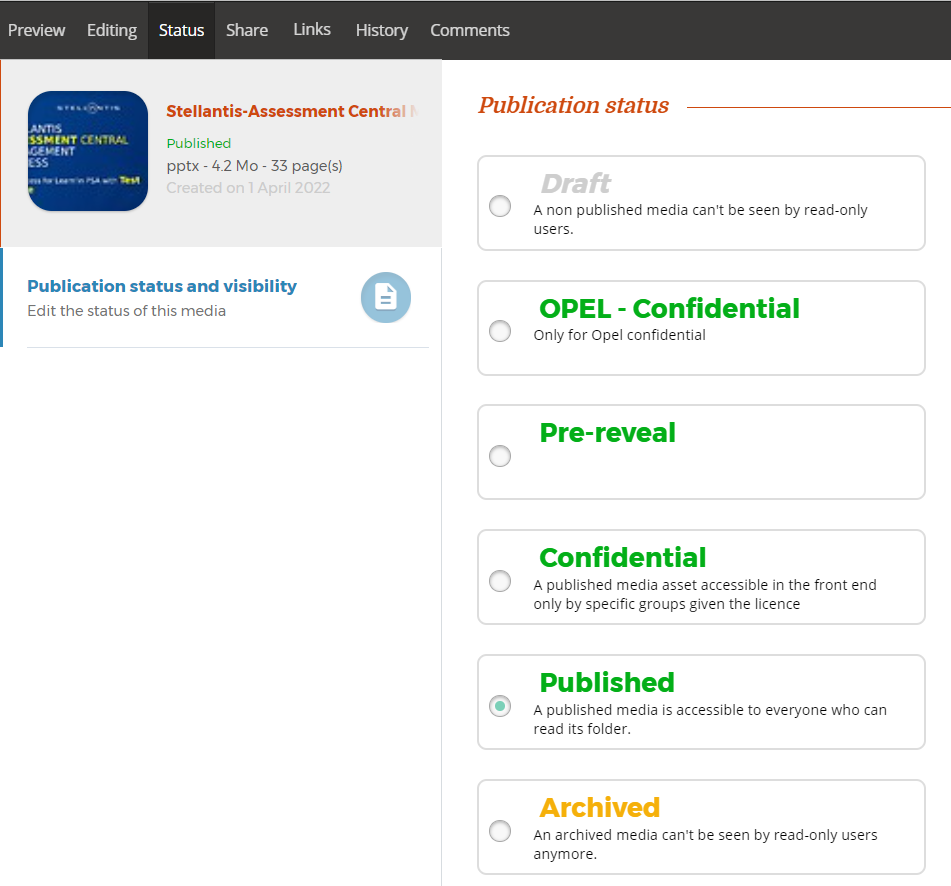 Preview Editing Status Share Links History Comments
STELLANTIS
LANTIS
SSMENT CENTRAL
GEMENT
ESS
ess for Learn'in PSA with Test
Stellantis-Assessment Central
Published
pptx - 4.2 Mo - 33 page(s)
Created on 1 April 2022
Publication status and visibility
Edit the status of this media
Publication status
Draft
A non published media can't be seen by read-only
users.
OPEL - Confidential
Only for Opel confidential
Pre-reveal
Confidential
A published media asset accessible in the front end
only by specific groups given the licence
Published
A published media is accessible to everyone who can
read its folder.
Archived
An archived media can't be seen by read-only users
anymore.